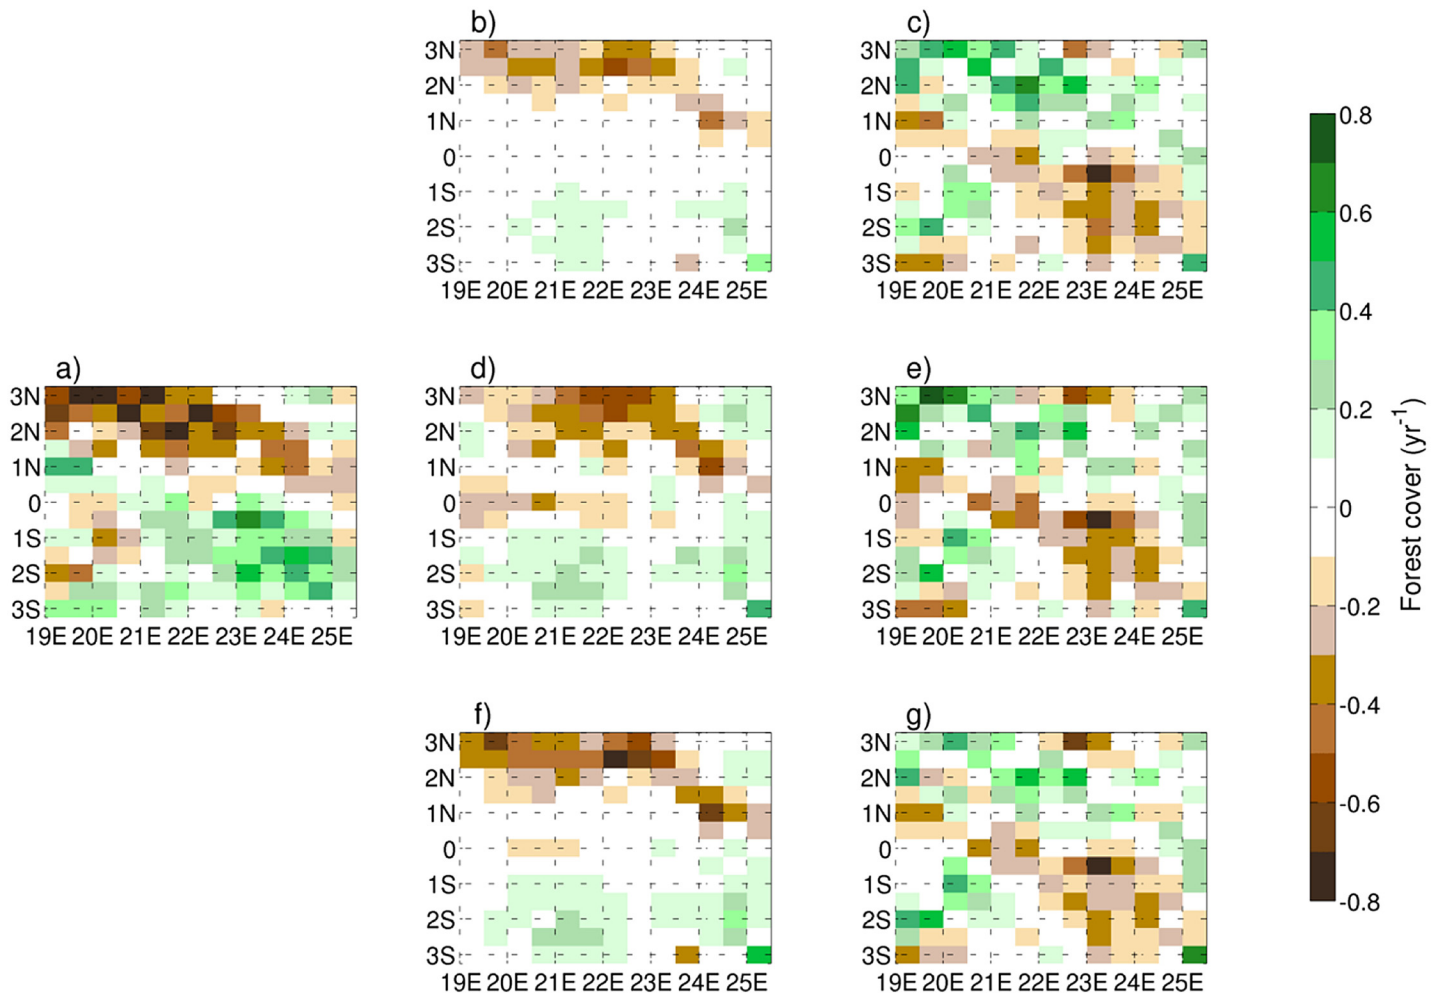 b)
3N
2N
1N
0
1S
2S
3S
19E 20E 21E 22E 23E 24E 25E
c)
3N
2N
1N
0
1S
2S
3S
19E 20E 21E 22E 23E 24E 25E
a)
3N
2N
1N
0
1S
2S
3S
19E 20E 21E 22E 23E 24E 25E
d)
3N
2N
1N
0
1S
2S
3S
19E 20E 21E 22E 23E 24E 25E
e)
3N
2N
1N
0
1S
2S
3S
19E 20E 21E 22E 23E 24E 25E
f)
3N
2N
1N
0
1S
2S
3S
19E 20E 21E 22E 23E 24E 25E
g)
3N
2N
1N
0
1S
2S
3S
19E 20E 21E 22E 23E 24E 25E
0.8
0.6
0.4
0.2
0
-0.2
-0.4
-0.6
-0.8
Forest cover (yr⁻¹)